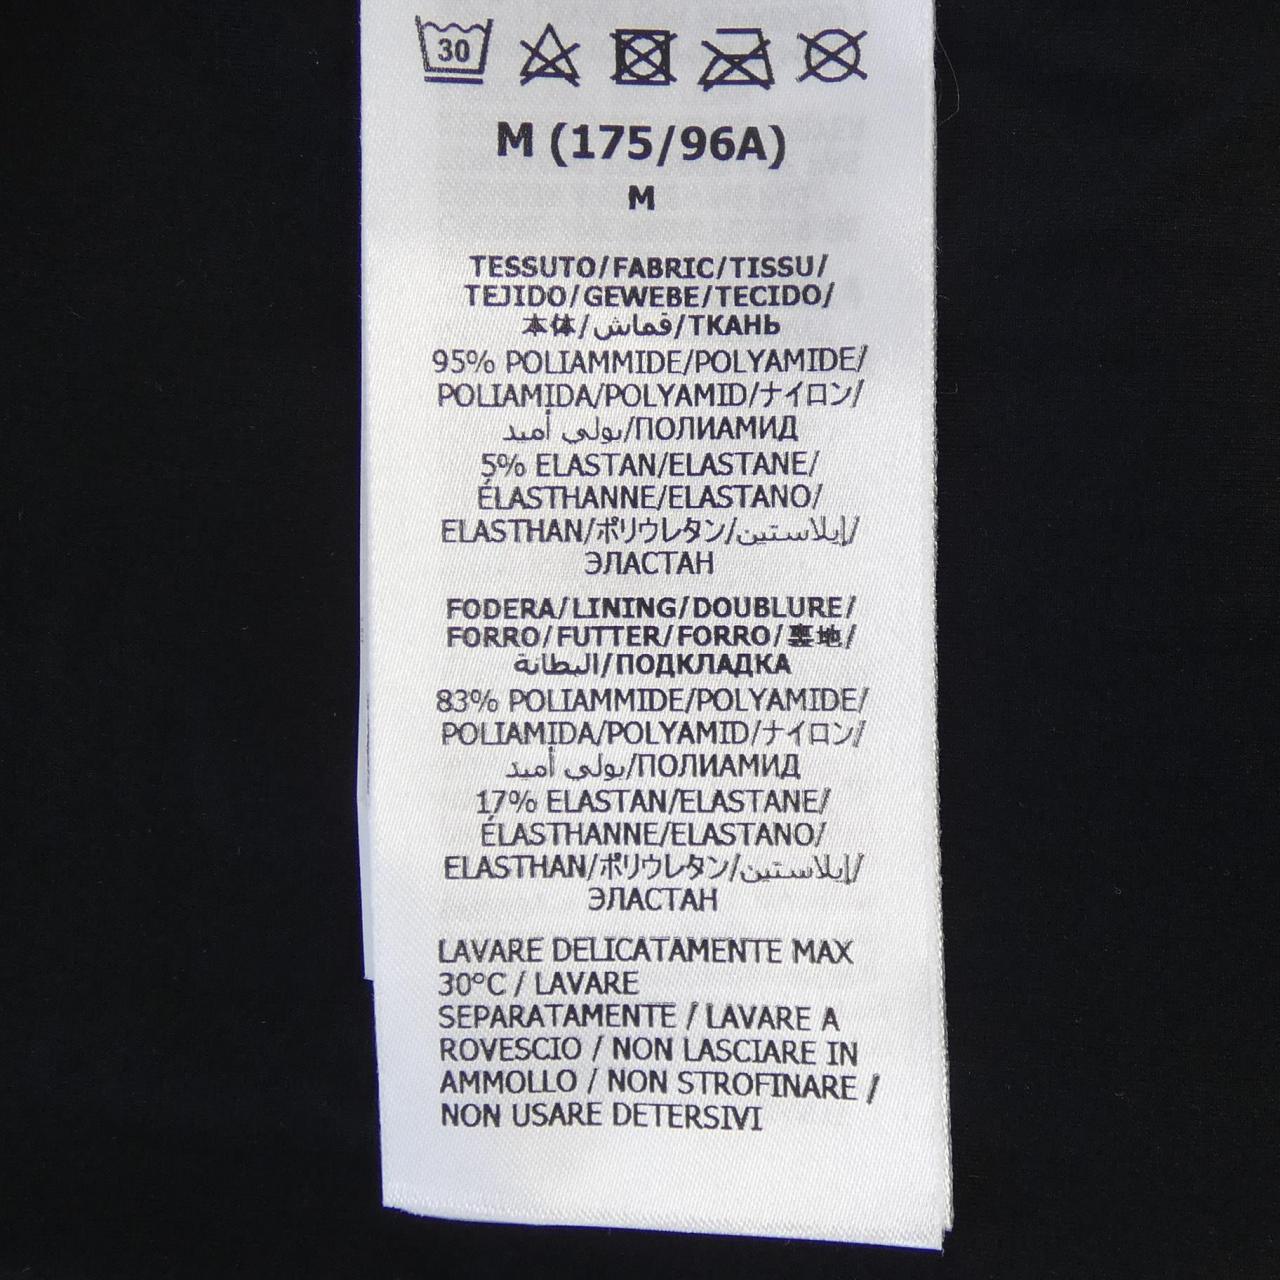 30
M (175/96A)
M
TESSUTO/FABRIC/TISSU/
TEJIDO/GEWEBE/TECIDO/
本体/قماش/ТКАНЬ
95% POLIAMMIDE/POLYAMIDE/
POLIAMIDA/POLYAMID/ナイロン/
بولي أميد/ПОЛИАМИД
5% ELASTAN/ELASTANE/
ÉLASTHANNE/ELASTANO/
ELASTHAN/ポリウレタン/إيلاستين/
ЭЛАСТАН
FODERA/LINING/DOUBLURE/
FORRO/FUTTER/FORRO/裏地/
البطانة/ПОДКЛАДКА
83% POLIAMMIDE/POLYAMIDE/
POLIAMIDA/POLYAMID/ナイロン/
بولي أميد/ПОЛИАМИД
17% ELASTAN/ELASTANE/
ÉLASTHANNE/ELASTANO/
ELASTHAN/ポリウレタン/إيلاستين/
ЭЛАСТАН
LAVARE DELICATAMENTE MAX
30°C / LAVARE
SEPARATAMENTE / LAVARE A
ROVESCIO / NON LASCIARE IN
AMMOLLO / NON STROFINARE /
NON USARE DETERSIVI